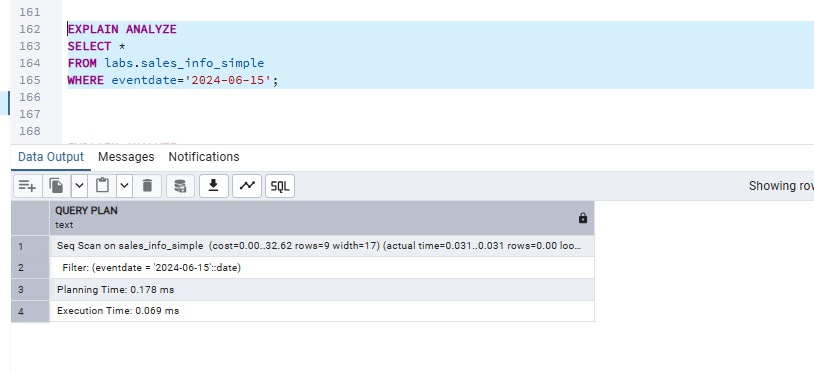 161
162 EXPLAIN ANALYZE
163 SELECT *
164 FROM labs.sales_info_simple
165 WHERE eventdate='2024-06-15';
166
167
168
Data Output Messages Notifications
SQL
Showing rov
QUERY PLAN
text
1 Seq Scan on sales_info_simple (cost=0.00..32.62 rows=9 width=17) (actual time=0.031..0.031 rows=0.00 loo...
2 Filter: (eventdate = '2024-06-15'::date)
3 Planning Time: 0.178 ms
4 Execution Time: 0.069 ms